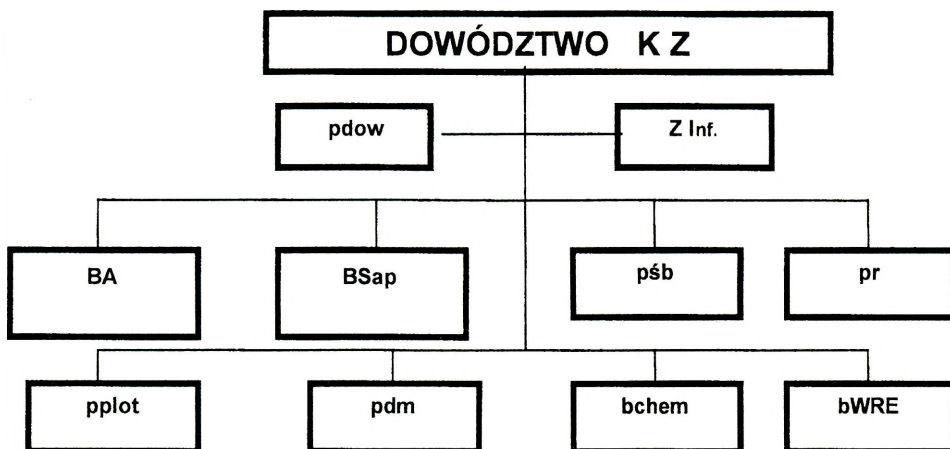 DOWÓDZTWO K Z
pdow
Z Inf.
BA
BSap
pśb
pr
pplot
pdm
bchem
bWRE